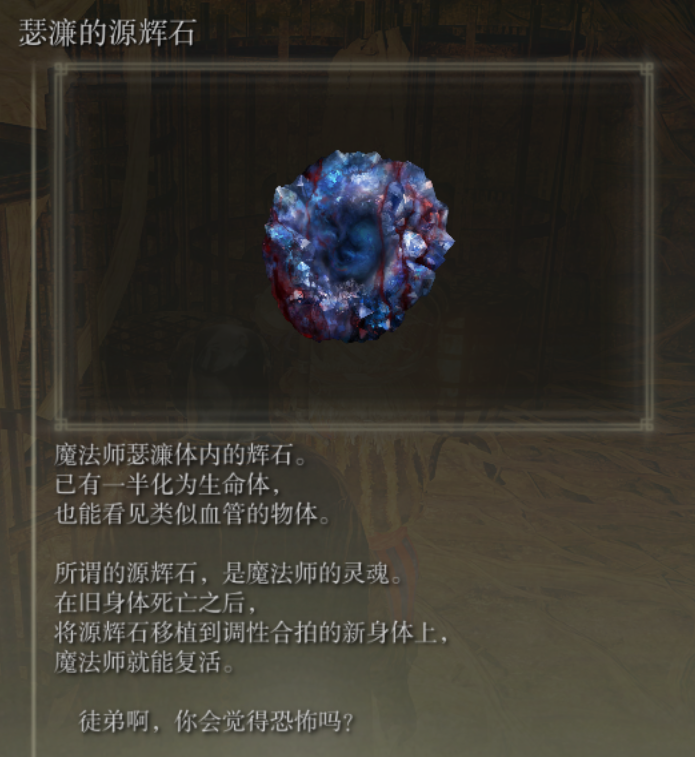 瑟濂的源辉石
魔法师瑟濂体内的辉石。
已有一半化为生命体，
也能看见类似血管的物体。
所谓的源辉石，是魔法师的灵魂。
在旧身体死亡之后，
将源辉石移植到调性合拍的新身体上，
魔法师就能复活。
徒弟啊，你会觉得恐怖吗？